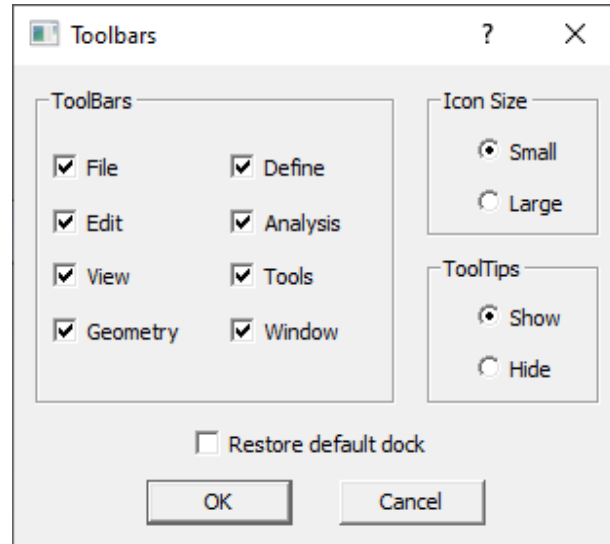 Toolbars ?
ToolBars
File
Define
Edit
Analysis
View
Tools
Geometry
Window
Icon Size
Small
Large
ToolTips
Show
Hide
Restore default dock
OK
Cancel